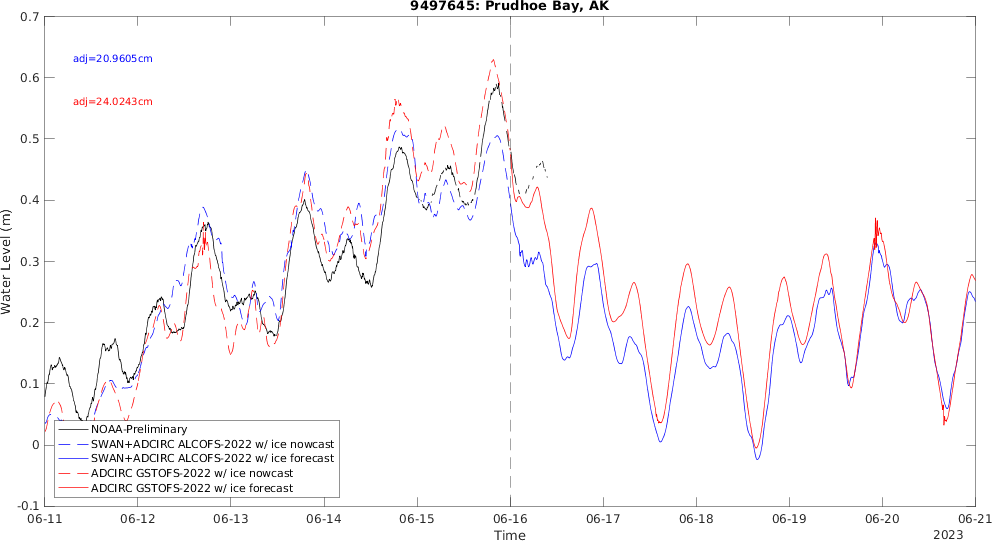 9497645: Prudhoe Bay, AK
0.7
adj=20.9605cm
0.6
adj=24.0243cm
0.5
0.4
0.3
0.2
0.1
0
-0.1
Water Level (m)
NOAA-Preliminary
SWAN+ADCIRC ALCOFS-2022 w/ ice nowcast
SWAN+ADCIRC ALCOFS-2022 w/ ice forecast
ADCIRC GSTOFS-2022 w/ ice nowcast
ADCIRC GSTOFS-2022 w/ ice forecast
06-11 06-12 06-13 06-14 06-15 06-16 06-17 06-18 06-19 06-20 06-21
Time
2023